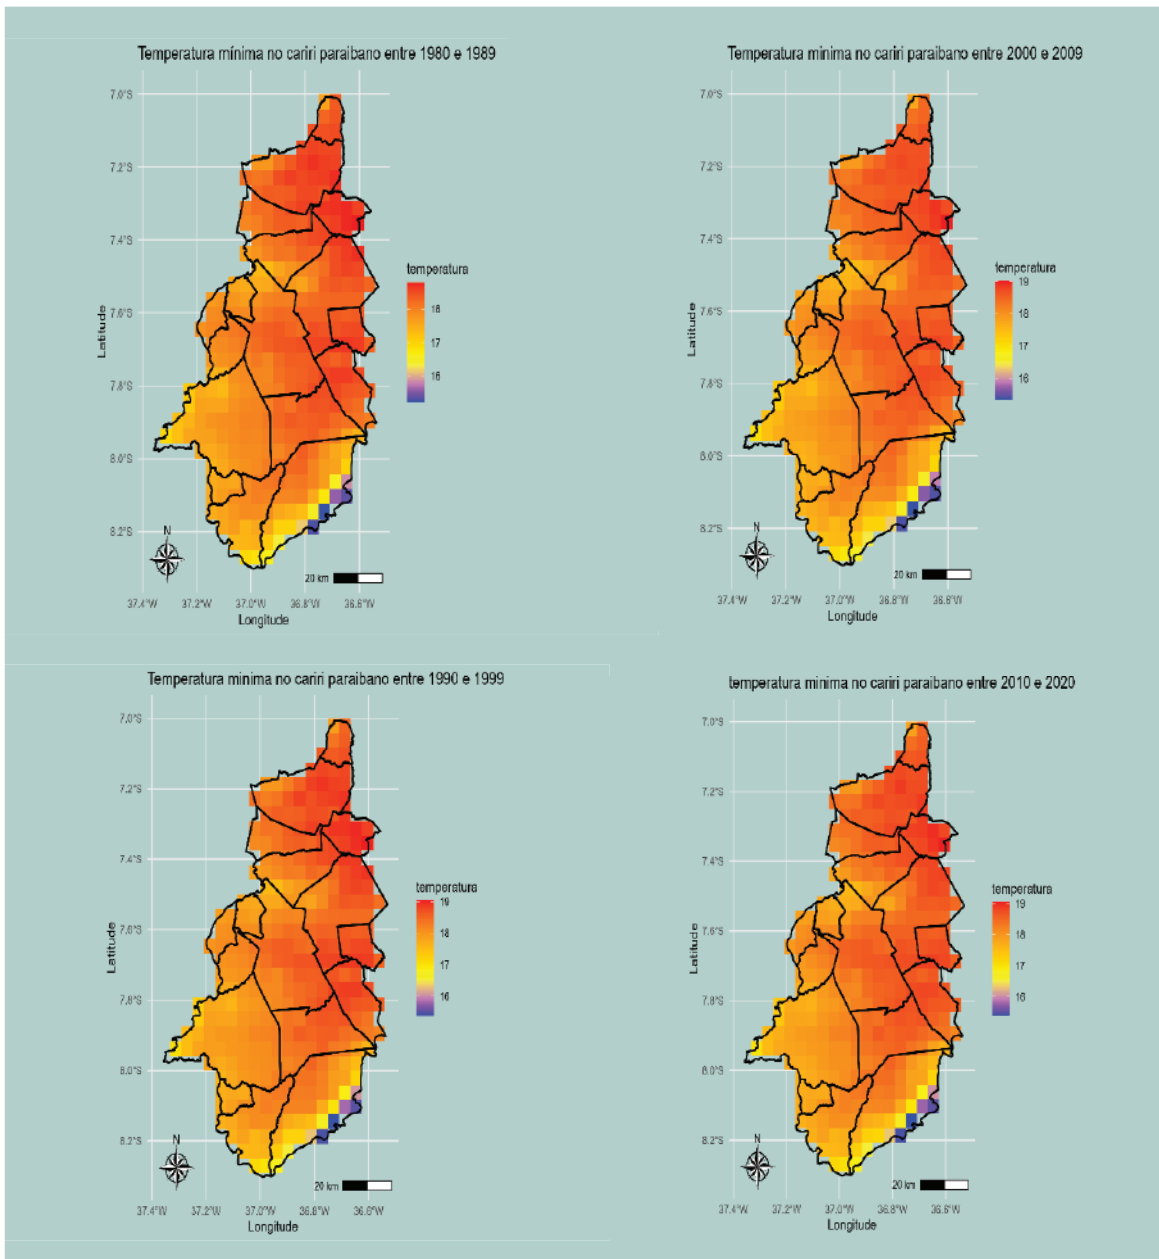 Temperatura mínima no cariri paraibano entre 1980 e 1989
7.0°S
7.2°S
7.4°S
7.6°S
7.8°S
8.0°S
8.2°S
Latitude
temperatura
18
17
16
N
20 km
37.4°W 37.2°W 37.0°W 36.8°W 36.6°W
Longitude
Temperatura minima no cariri paraibano entre 2000 e 2009
7.0°S
7.2°S
7.4°S
7.6°S
7.8°S
8.0°S
8.2°S
Latitude
temperatura
19
18
17
16
N
20 km
37.4°W 37.2°W 37.0°W 36.8°W 36.6°W
Longitude
Temperatura minima no cariri paraibano entre 1990 e 1999
7.0°S
7.2°S
7.4°S
7.6°S
7.8°S
8.0°S
8.2°S
Latitude
temperatura
19
18
17
16
N
20 km
37.4°W 37.2°W 37.0°W 36.8°W 36.6°W
Longitude
temperatura minima no cariri paraibano entre 2010 e 2020
7.0°S
7.2°S
7.4°S
7.6°S
7.8°S
8.0°S
8.2°S
Latitude
temperatura
19
18
17
16
N
20 km
37.4°W 37.2°W 37.0°W 36.8°W 36.6°W
Longitude